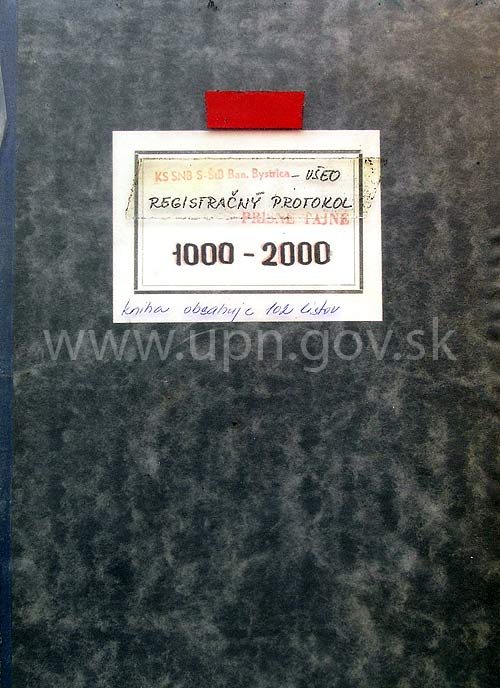 KS SNB S-ŠtB Ban. Bystrica - VŠEO
REGISTRAČNÝ PROTOKOL
PRÍSNE TAJNÉ
1000 - 2000
kniha obsahuje 102 listov
www.upn.gov.sk